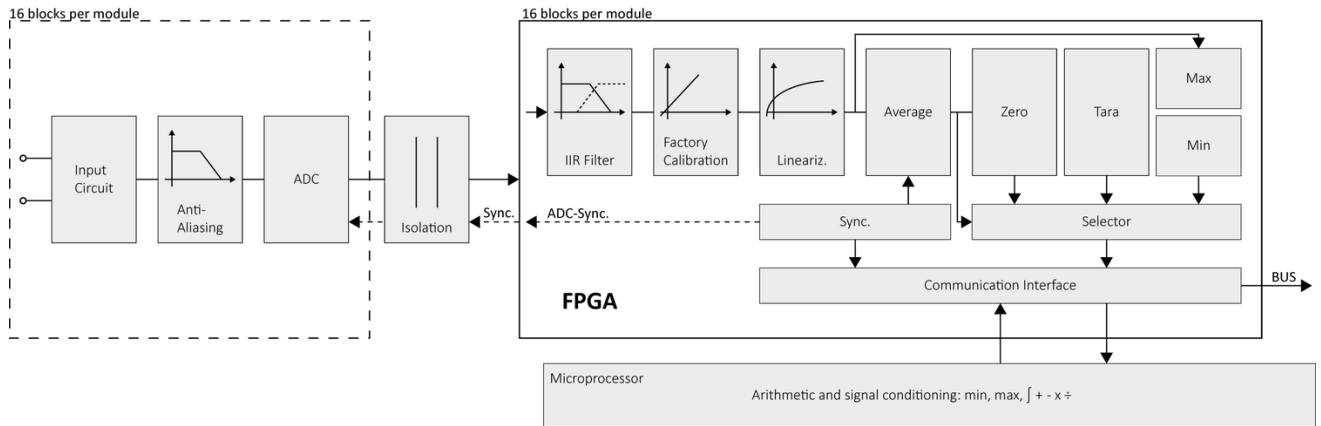 16 blocks per module
Input
Circuit
Anti-
Aliasing
ADC
Isolation
Sync.
16 blocks per module
ADC-Sync.
IIR Filter
Factory
Calibration
Lineariz.
Average
Zero
Tara
Max
Min
Sync.
Selector
Communication Interface
FPGA
BUS
Microprocessor
Arithmetic and signal conditioning: min, max, ∫ + - x ÷